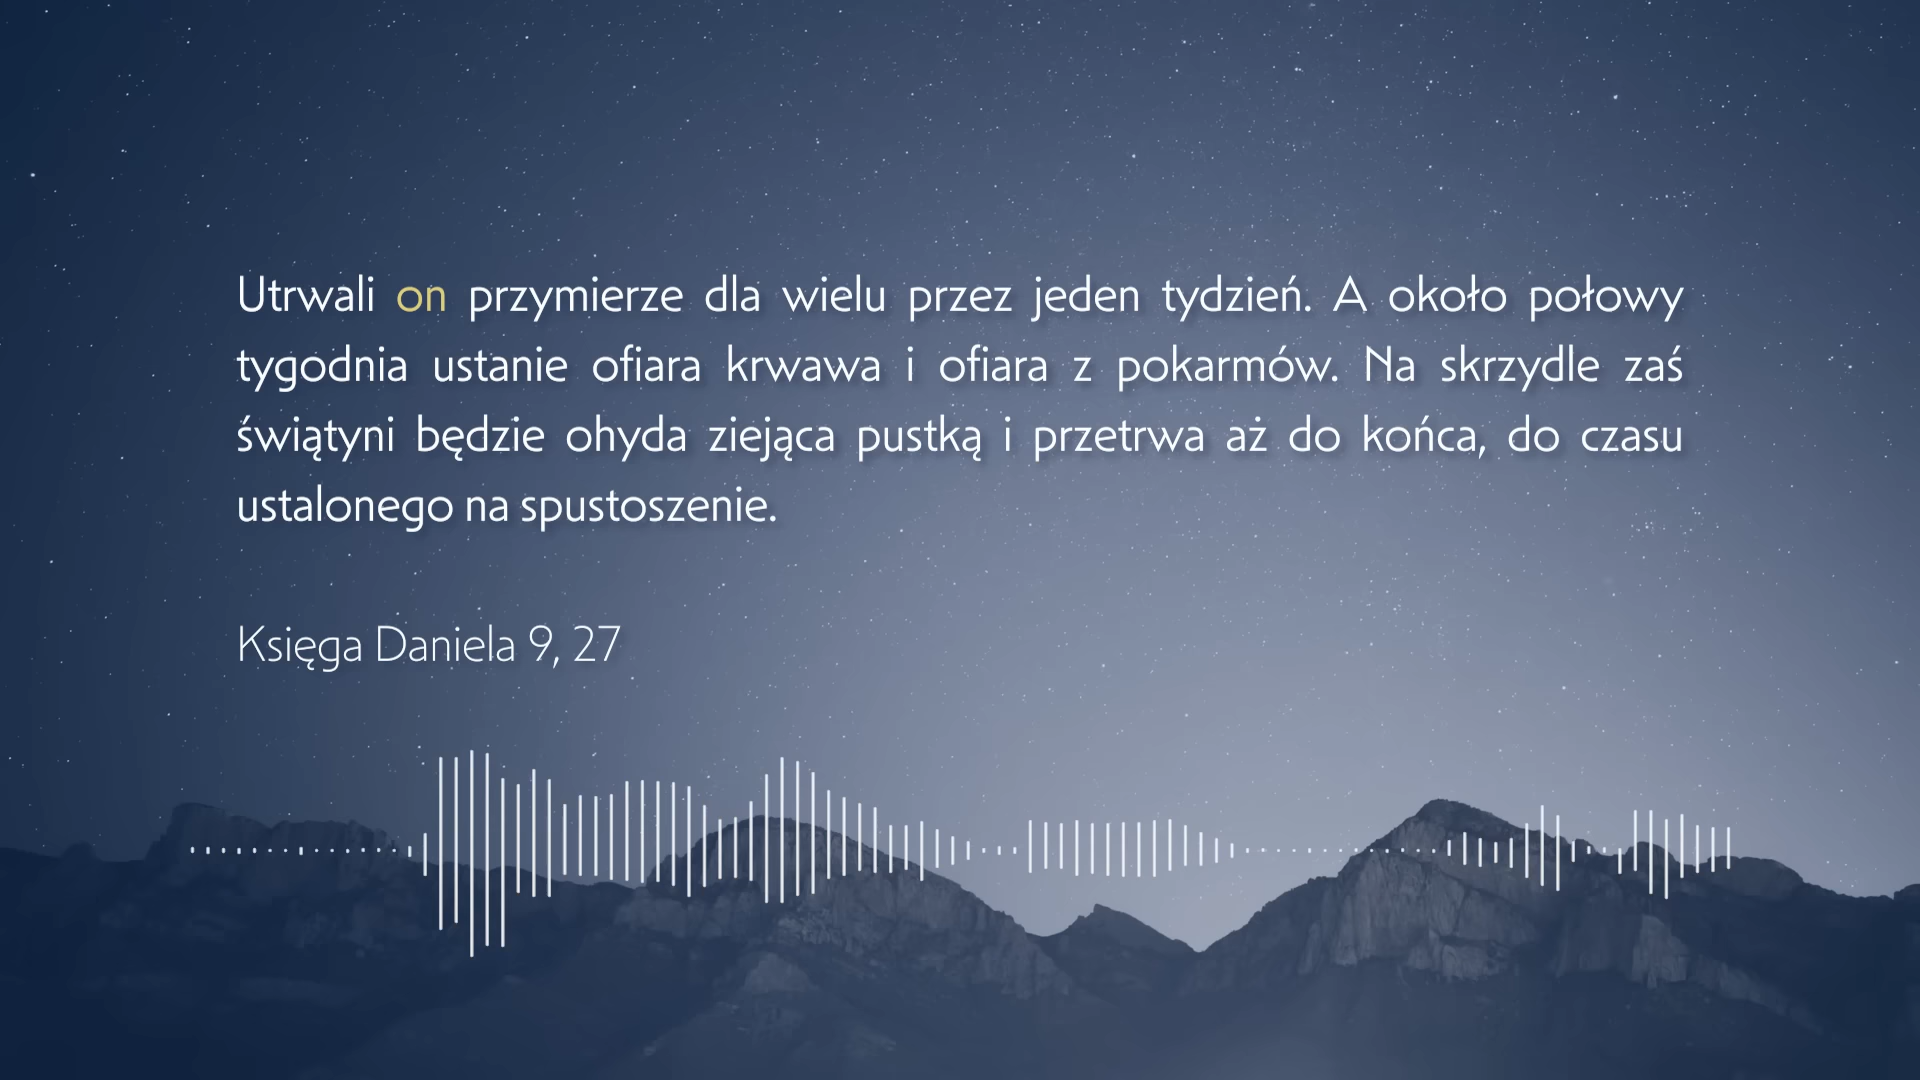 Utrwali on przymierze dla wielu przez jeden tydzień. A około połowy
tygodnia ustanie ofiara krwawa i ofiara z pokarmów. Na skrzydle zaś
świątyni będzie ohyda ziejąca pustką i przetrwa aż do końca, do czasu
ustalonego na spustoszenie.
Księga Daniela 9, 27